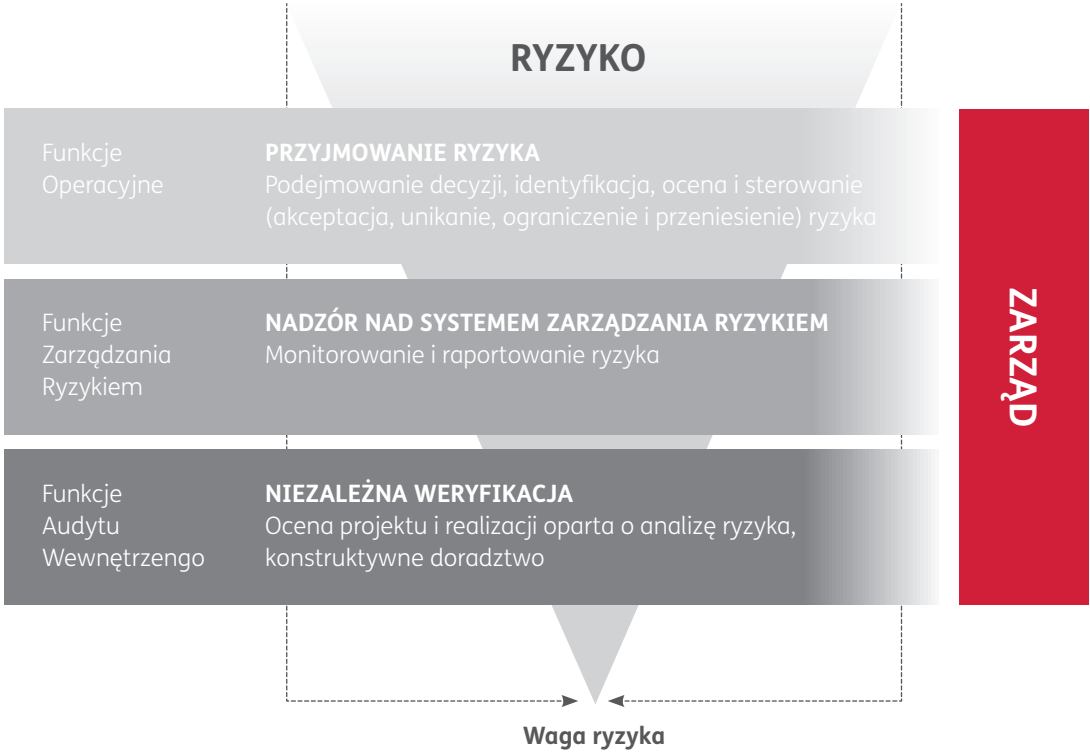 RYZYKO
Funkcje
Operacyjne
PRZYJMOWANIE RYZYKA
Podejmowanie decyzji, identyfikacja, ocena i sterowanie
(akceptacja, unikanie, ograniczenie i przeniesienie) ryzyka
Funkcje
Zarządzania
Ryzykiem
NADZÓR NAD SYSTEMEM ZARZĄDZANIA RYZYKIEM
Monitorowanie i raportowanie ryzyka
Funkcje
Audytu
Wewnętrzengo
NIEZALEŻNA WERYFIKACJA
Ocena projektu i realizacji oparta o analizę ryzyka,
konstruktywne doradztwo
ZARZĄD
Waga ryzyka